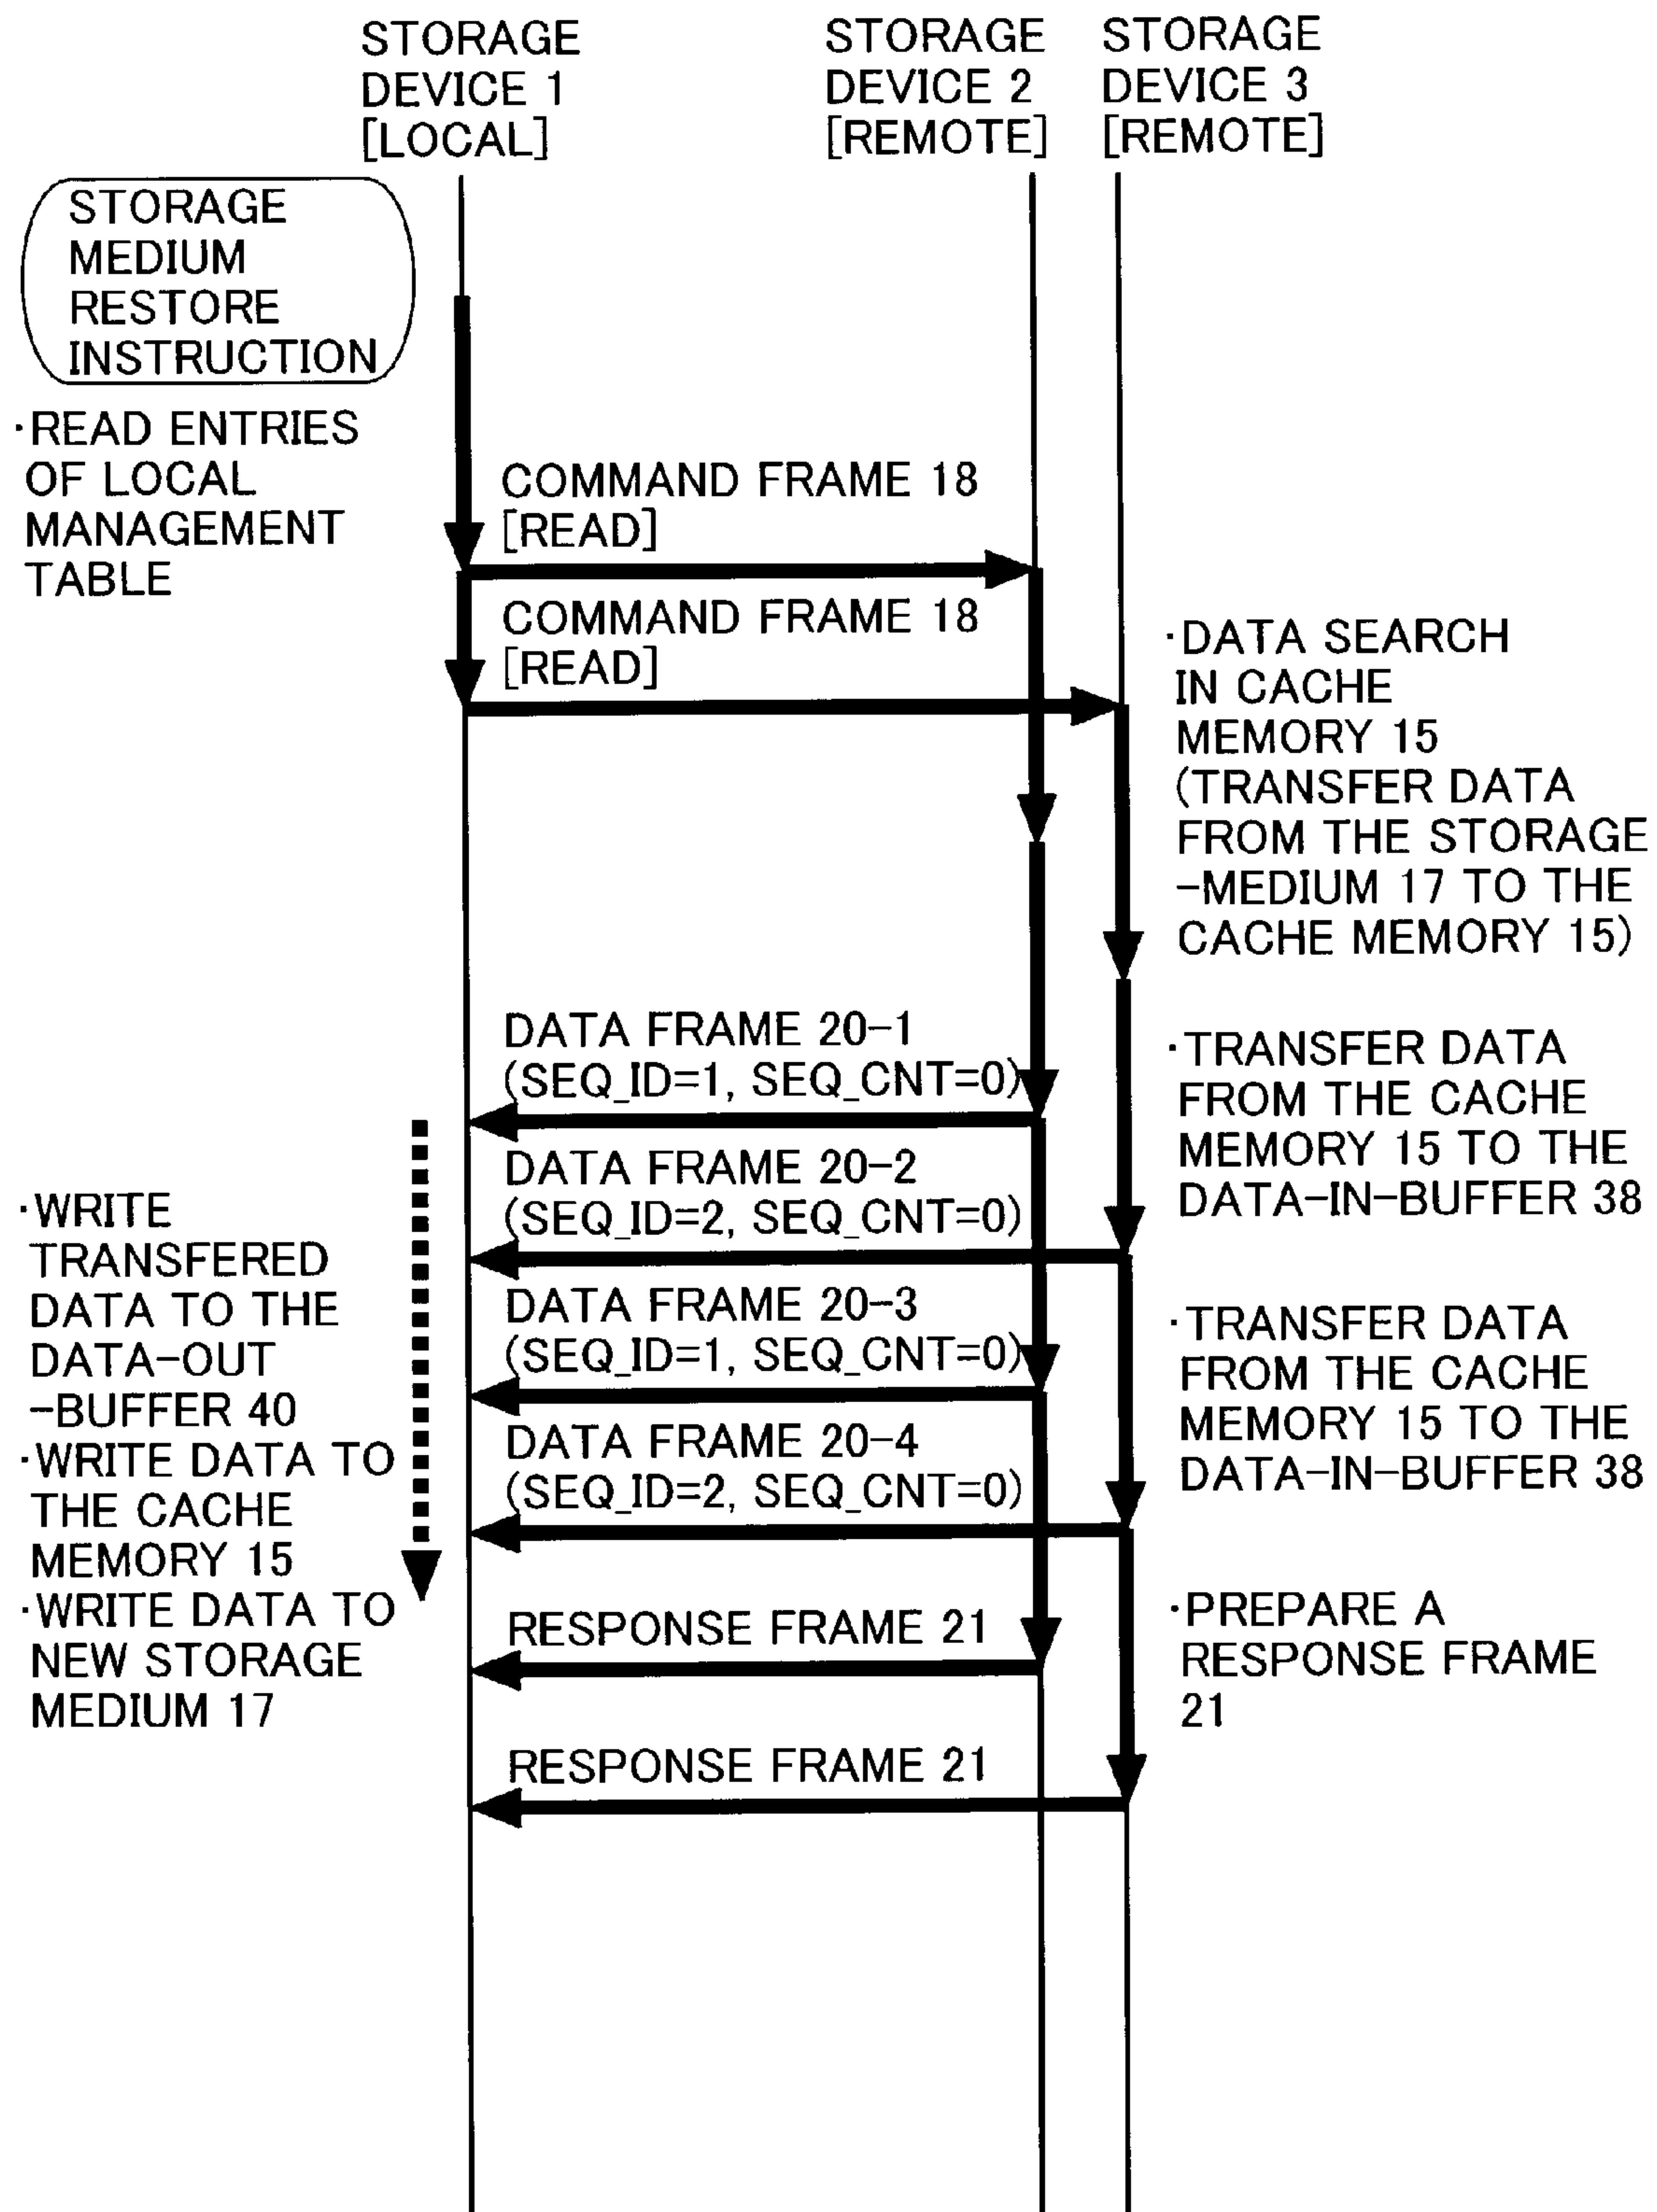 STORAGE
DEVICE 1
[LOCAL]
STORAGE
DEVICE 2
[REMOTE]
STORAGE
DEVICE 3
[REMOTE]
STORAGE
MEDIUM
RESTORE
INSTRUCTION
·READ ENTRIES
OF LOCAL
MANAGEMENT
TABLE
COMMAND FRAME 18
[READ]
COMMAND FRAME 18
[READ]
·DATA SEARCH
IN CACHE
MEMORY 15
(TRANSFER DATA
FROM THE STORAGE
-MEDIUM 17 TO THE
CACHE MEMORY 15)
DATA FRAME 20-1
(SEQ_ID=1, SEQ_CNT=0)
·TRANSFER DATA
FROM THE CACHE
MEMORY 15 TO THE
DATA-IN-BUFFER 38
DATA FRAME 20-2
(SEQ_ID=2, SEQ_CNT=0)
·WRITE
TRANSFERED
DATA TO THE
DATA-OUT
-BUFFER 40
·WRITE DATA TO
THE CACHE
MEMORY 15
·WRITE DATA TO
NEW STORAGE
MEDIUM 17
DATA FRAME 20-3
(SEQ_ID=1, SEQ_CNT=0)
·TRANSFER DATA
FROM THE CACHE
MEMORY 15 TO THE
DATA-IN-BUFFER 38
DATA FRAME 20-4
(SEQ_ID=2, SEQ_CNT=0)
RESPONSE FRAME 21
·PREPARE A
RESPONSE FRAME
21
RESPONSE FRAME 21